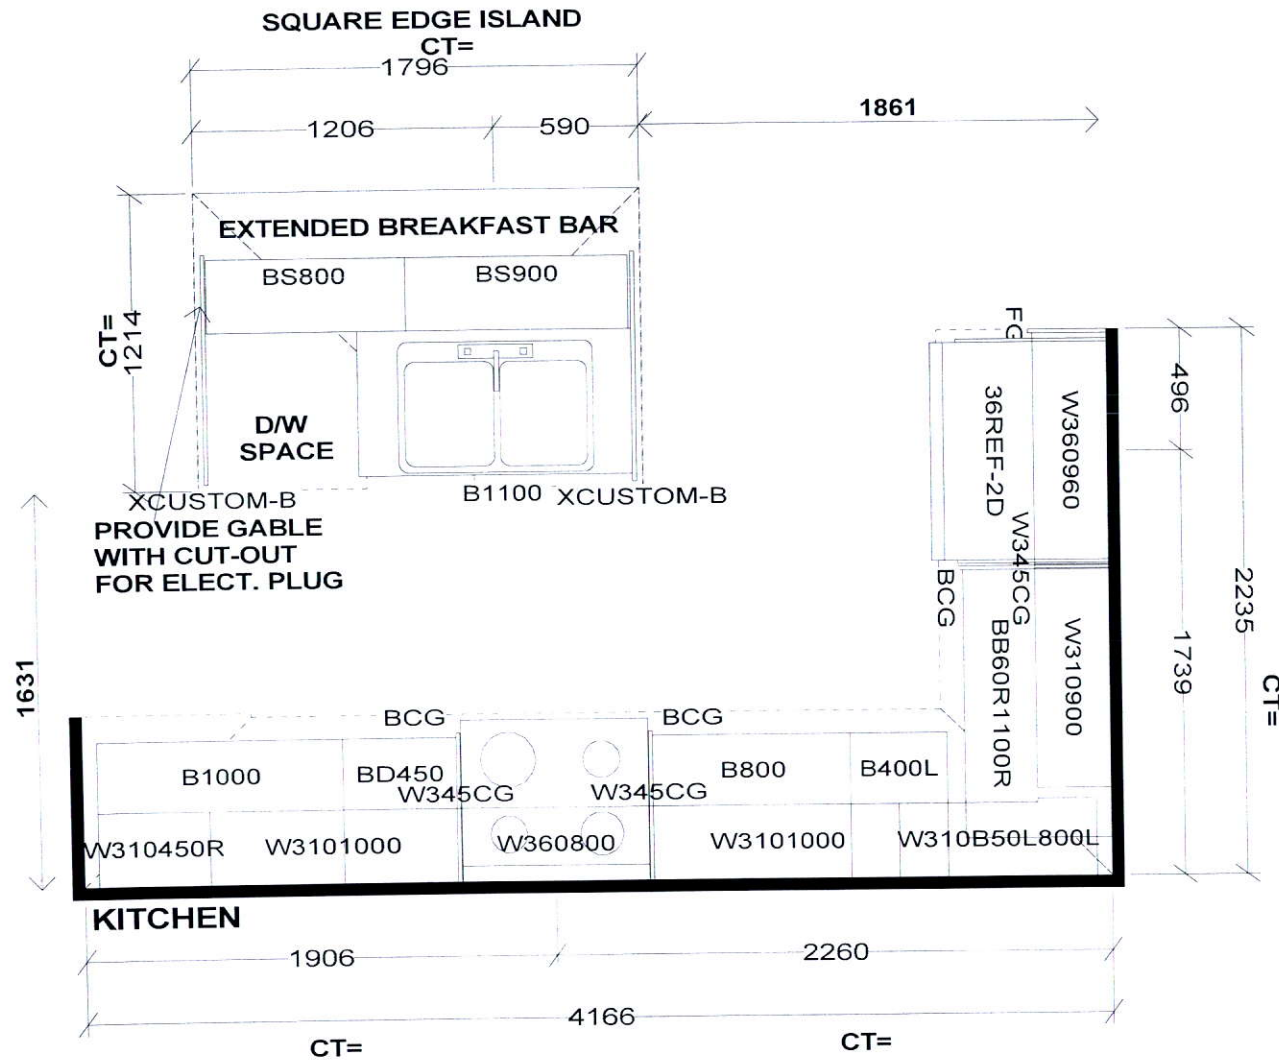 SQUARE EDGE ISLAND
CT=
1796
1206
590
1861
EXTENDED BREAKFAST BAR
BS800
BS900
CT=
1214
D/W
SPACE
XCUSTOM-B
B1100
XCUSTOM-B
PROVIDE GABLE
WITH CUT-OUT
FOR ELECT. PLUG
FG
36REF-2D
W360960
496
W345CG
BCG
BB60R1100R
W310900
1739
2235
CT=
1631
BCG
BCG
B1000
BD450
B800
B400L
W345CG
W345CG
W310450R
W3101000
W360800
W3101000
W310B50L800L
KITCHEN
1906
2260
4166
CT=
CT=